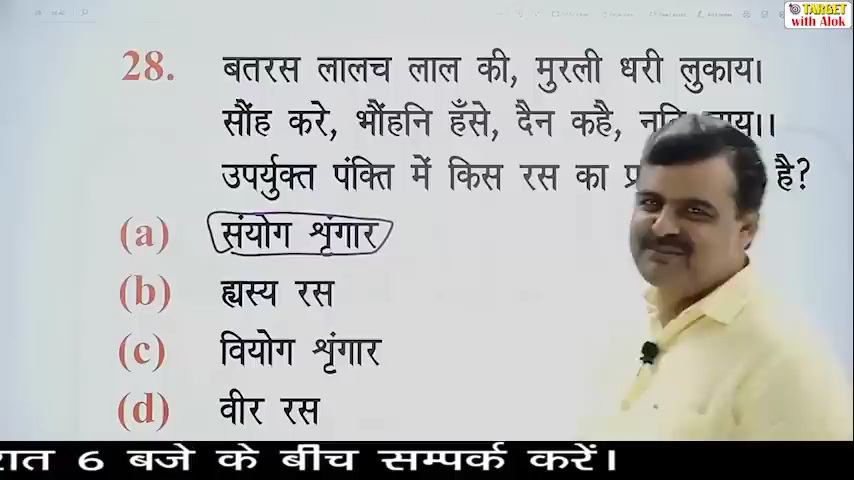 TARGET
with Alok
28. बतरस लालच लाल की, मुरली धरी लुकाय।
सौंह करे, भौंहनि हँसे, दैन कहै,
उपर्युक्त पंक्ति में किस रस का है?
(a) संयोग श्रृंगार
(b) ह्यस्य रस
(c) वियोग श्रृंगार
(d) वीर रस
रात 6 बजे के बीच सम्पर्क करें।